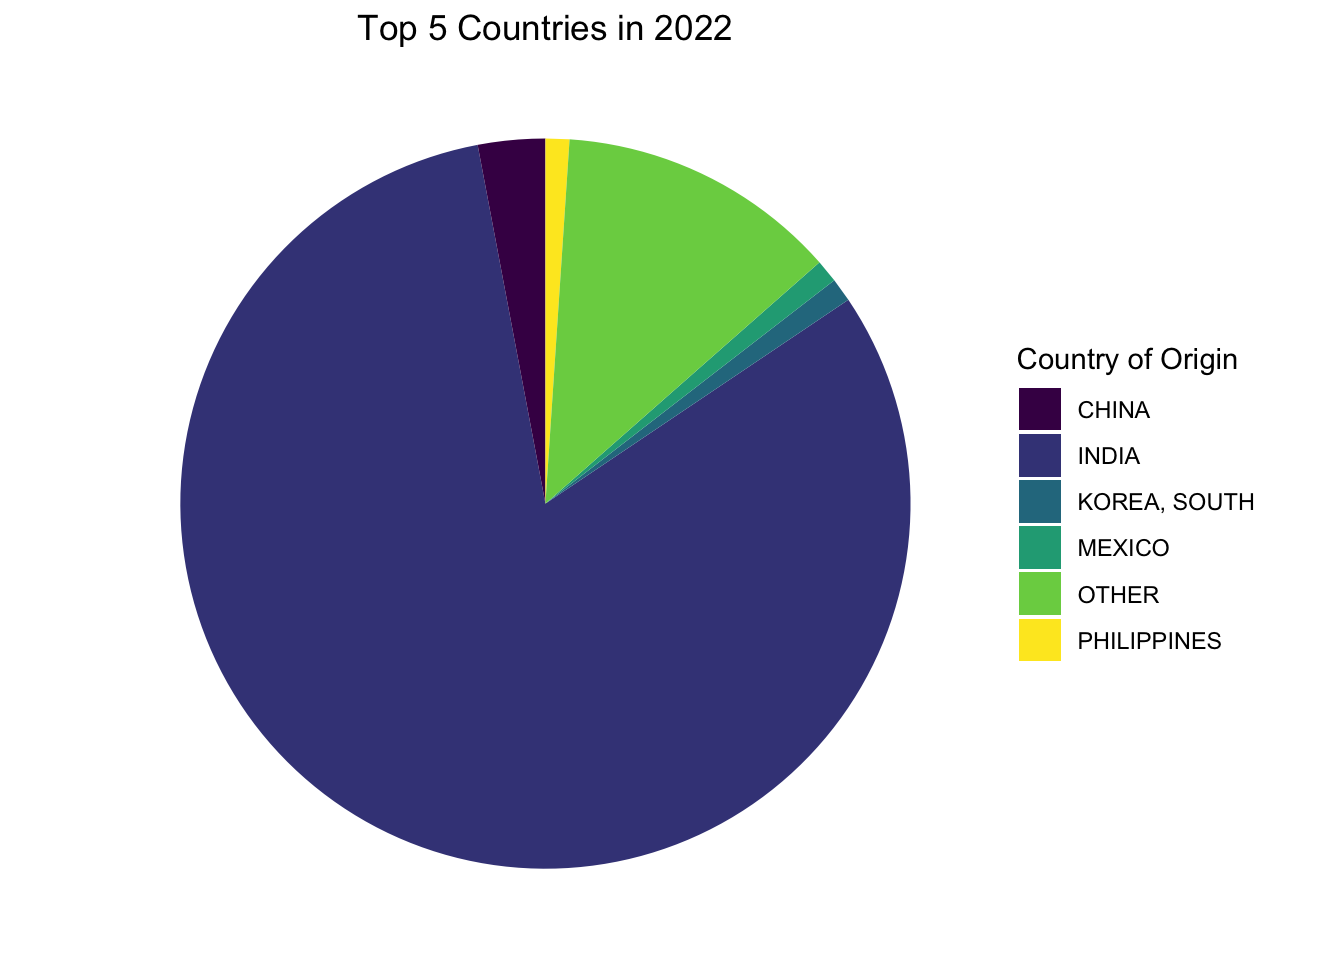 Top 5 Countries in 2022
Country of Origin
CHINA
INDIA
KOREA, SOUTH
MEXICO
OTHER
PHILIPPINES